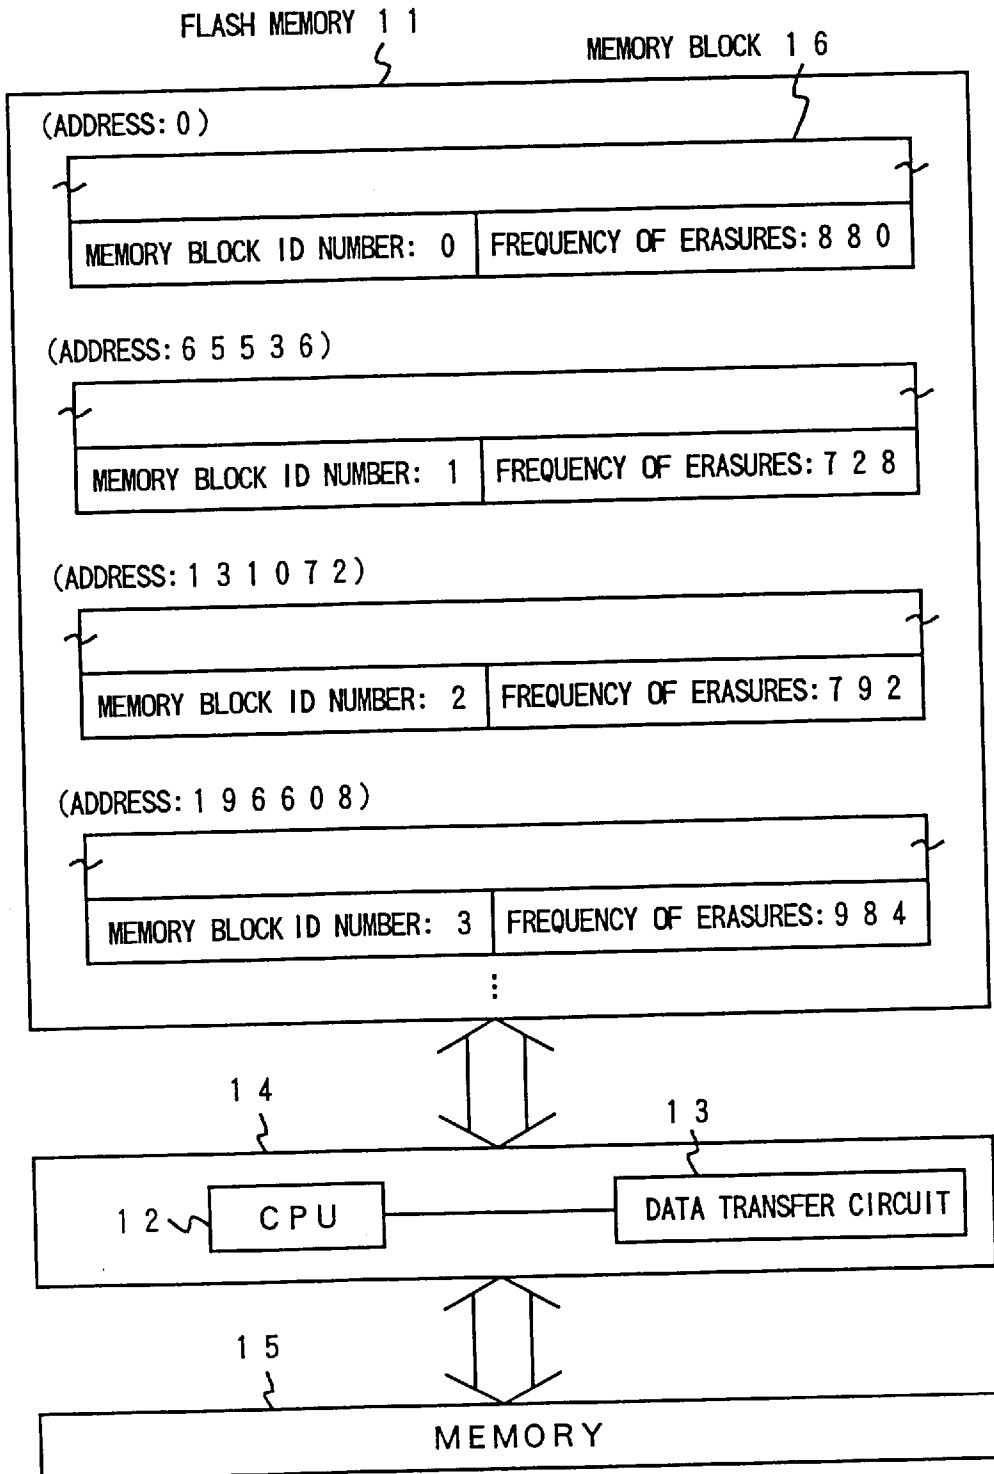 FLASH MEMORY 1 1
MEMORY BLOCK 1 6
(ADDRESS: 0)
MEMORY BLOCK ID NUMBER: 0
FREQUENCY OF ERASURES: 8 8 0
(ADDRESS: 6 5 5 3 6)
MEMORY BLOCK ID NUMBER: 1
FREQUENCY OF ERASURES: 7 2 8
(ADDRESS: 1 3 1 0 7 2)
MEMORY BLOCK ID NUMBER: 2
FREQUENCY OF ERASURES: 7 9 2
(ADDRESS: 1 9 6 6 0 8)
MEMORY BLOCK ID NUMBER: 3
FREQUENCY OF ERASURES: 9 8 4
⋮
1 4
1 3
1 2
CPU
DATA TRANSFER CIRCUIT
1 5
MEMORY